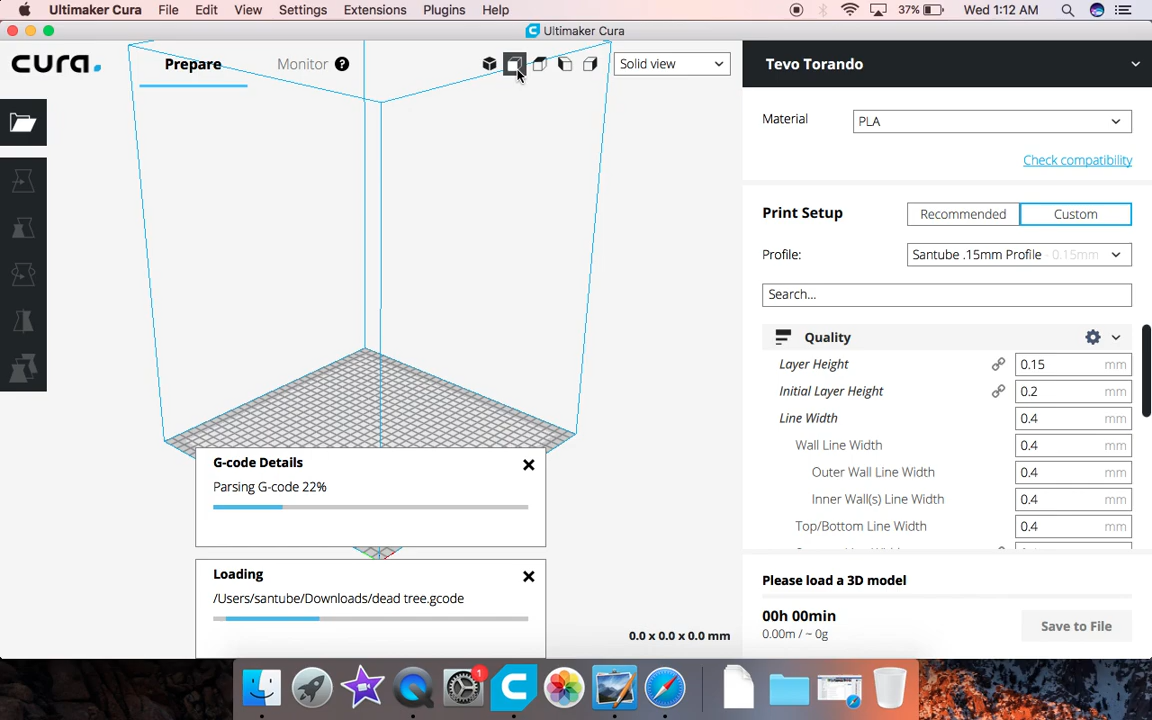 Ultimaker Cura File Edit View Settings Extensions Plugins Help 37% Wed 1:12 AM
Ultimaker Cura
cura. Prepare Monitor ? Solid view
Tevo Torando
Material PLA
Check compatibility
Print Setup Recommended Custom
Profile: Santube .15mm Profile - 0.15mm
Search...
Quality
Layer Height 0.15 mm
Initial Layer Height 0.2 mm
Line Width 0.4 mm
Wall Line Width 0.4 mm
Outer Wall Line Width 0.4 mm
Inner Wall(s) Line Width 0.4 mm
Top/Bottom Line Width 0.4 mm
G-code Details
Parsing G-code 22%
Loading
/Users/santube/Downloads/dead tree.gcode
0.0 x 0.0 x 0.0 mm
Please load a 3D model
00h 00min
0.00m / ~ 0g
Save to File
1